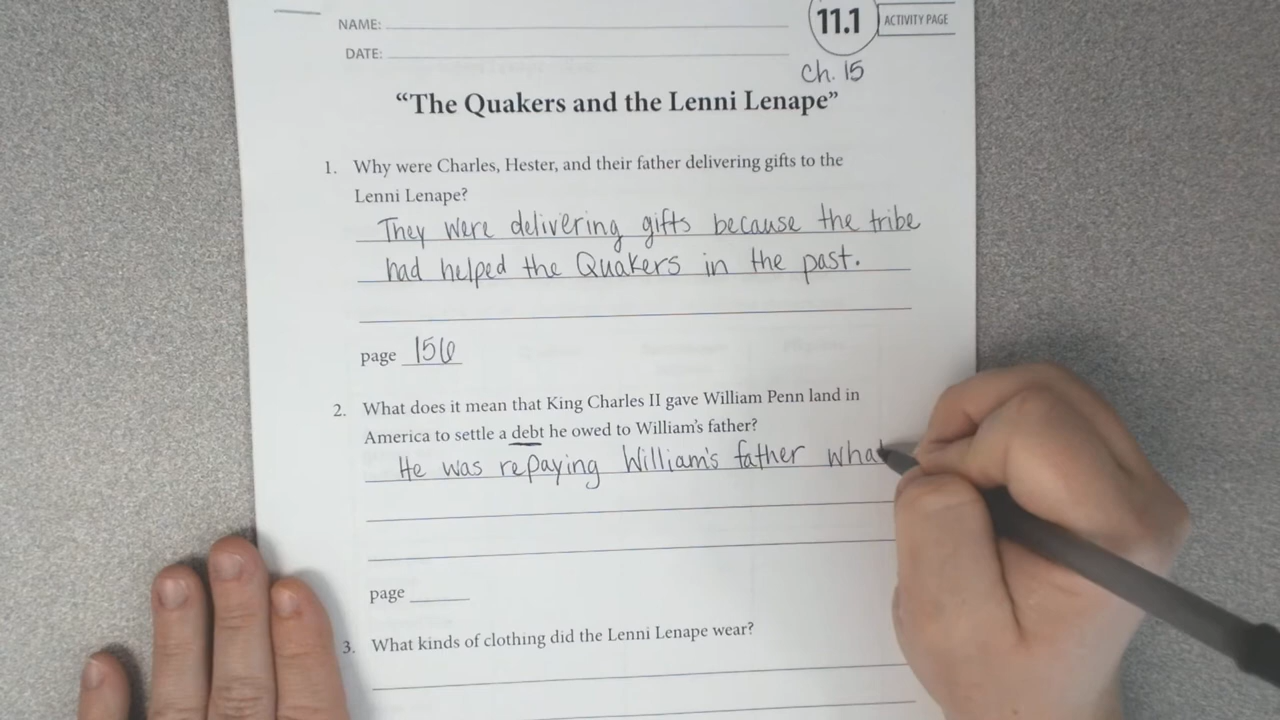 NAME:
11.1
ACTIVITY PAGE
DATE:
Ch. 15
“The Quakers and the Lenni Lenape”
1. Why were Charles, Hester, and their father delivering gifts to the
Lenni Lenape?
They were delivering gifts because the tribe
had helped the Quakers in the past.
page 156
2. What does it mean that King Charles II gave William Penn land in
America to settle a debt he owed to William’s father?
He was repaying William's father what
page
3. What kinds of clothing did the Lenni Lenape wear?